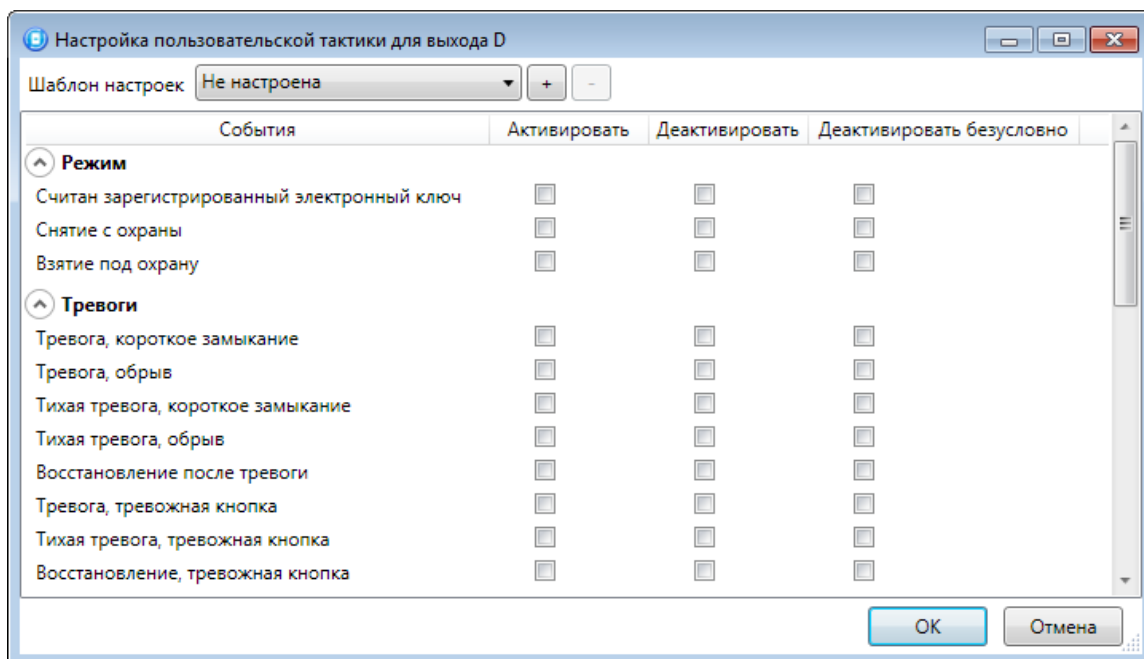 Настройка пользовательской тактики для выхода D
Шаблон настроек Не настроена + -
События Активировать Деактивировать Деактивировать безусловно
Режим
Считан зарегистрированный электронный ключ
Снятие с охраны
Взятие под охрану
Тревоги
Тревога, короткое замыкание
Тревога, обрыв
Тихая тревога, короткое замыкание
Тихая тревога, обрыв
Восстановление после тревоги
Тревога, тревожная кнопка
Тихая тревога, тревожная кнопка
Восстановление, тревожная кнопка
OK Отмена